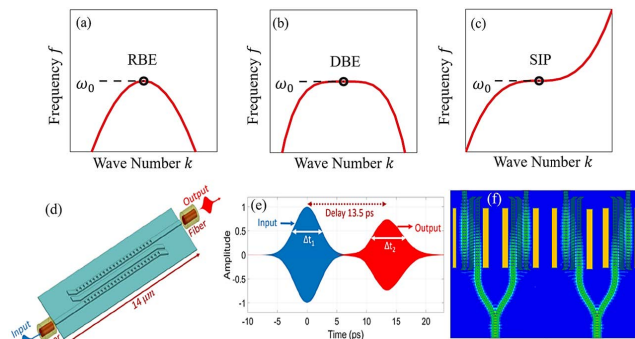 (a)
RBE
ω0
Frequency f
Wave Number k
(b)
DBE
ω0
Frequency f
Wave Number k
(c)
SIP
ω0
Frequency f
Wave Number k
(d)
Output
Fiber
14 μm
Input
(e)
Delay 13.5 ps
Input
Output
Δt1
Δt2
Amplitude
1
0.5
0
-0.5
-1
-10
-5
0
5
10
15
20
Time (ps)
(f)